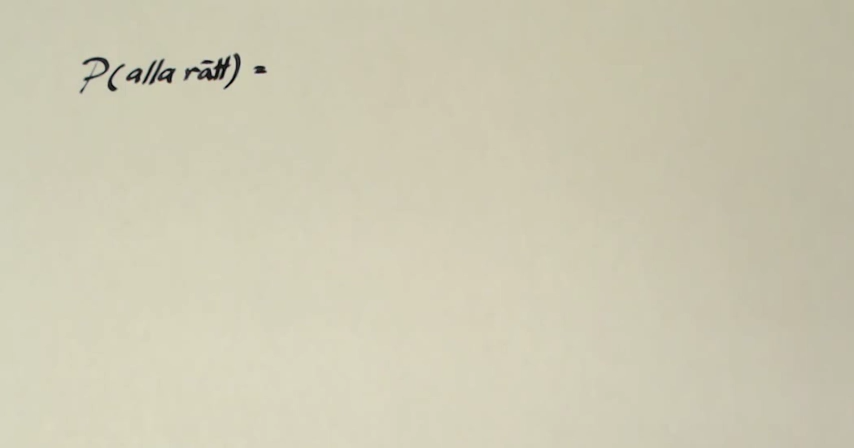 P(alla rätt) =